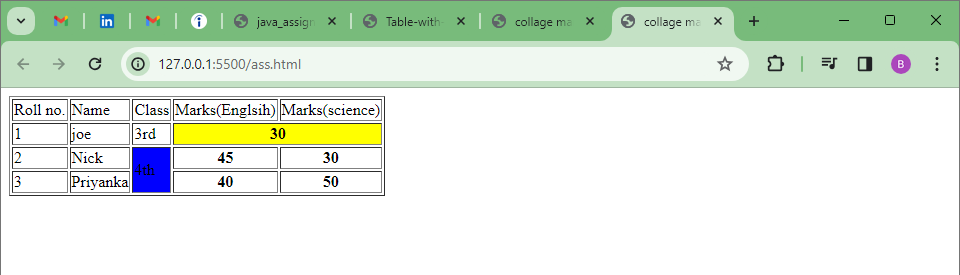 java_assign
Table-with-
collage ma
collage ma
127.0.0.1:5500/ass.html
B
Roll no. Name Class Marks(Englsih) Marks(science)
1 joe 3rd 30
2 Nick 4th 45 30
3 Priyanka 40 50